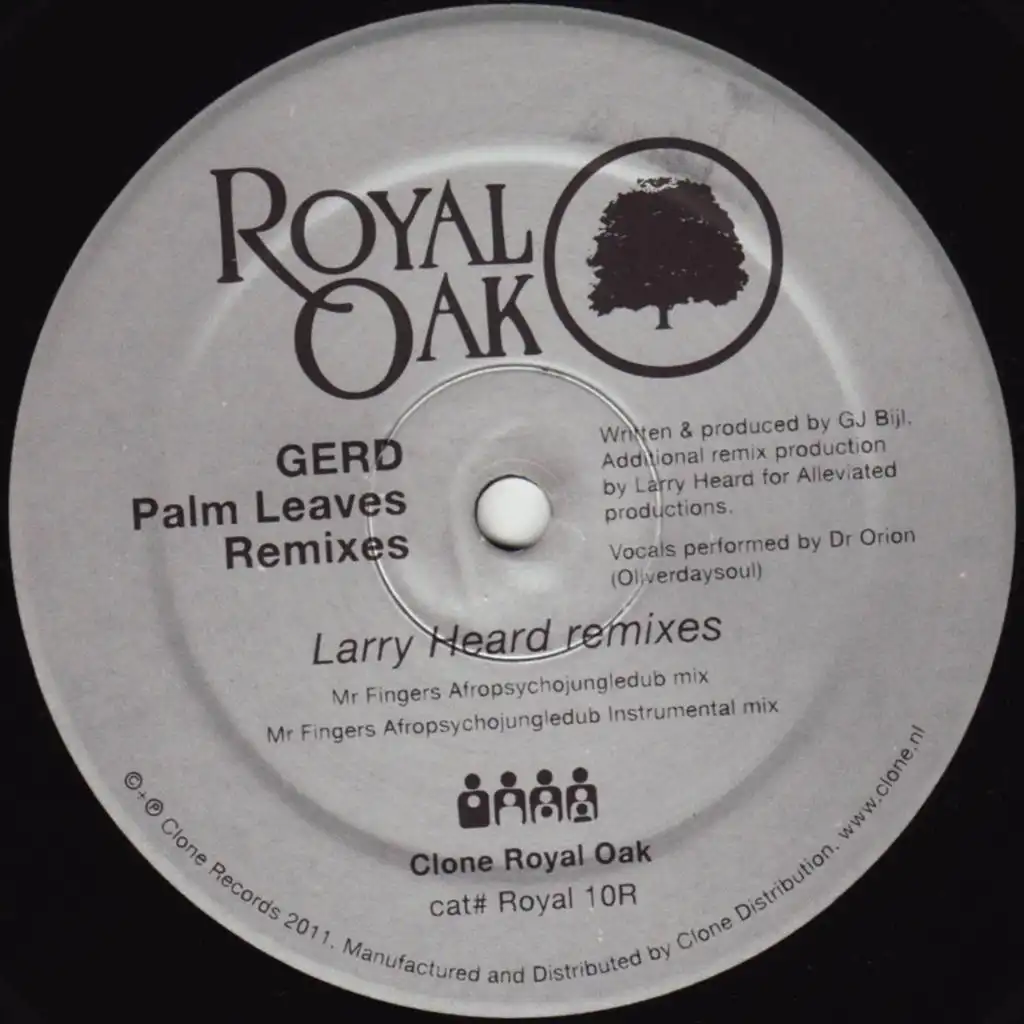 ROYAL
OAK
GERD
Palm Leaves
Remixes
Written & produced by GJ Bijl.
Additional remix production
by Larry Heard for Alleviated
productions.
Vocals performed by Dr Orion
(Oliverdaysoul)
Larry Heard remixes
Mr Fingers Afropsychojungledub mix
Mr Fingers Afropsychojungledub Instrumental mix
Clone Royal Oak
cat# Royal 10R
©+℗ Clone Records 2011. Manufactured and Distributed by Clone Distribution. www.clone.nl